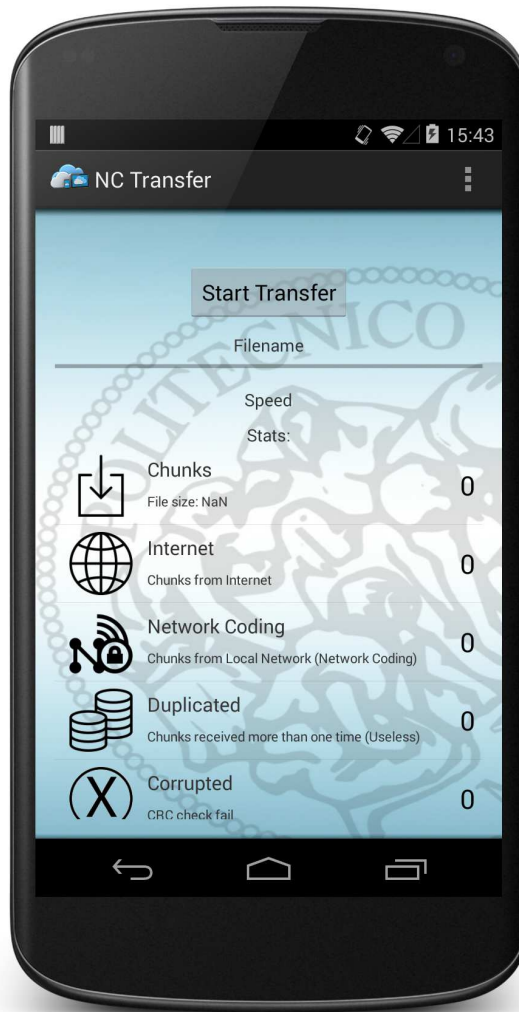 15:43
NC Transfer
Start Transfer
Filename
Speed
Stats:
Chunks
File size: NaN
0
Internet
Chunks from Internet
0
Network Coding
Chunks from Local Network (Network Coding)
0
Duplicated
Chunks received more than one time (Useless)
0
Corrupted
CRC check fail
0
POLITECNICO